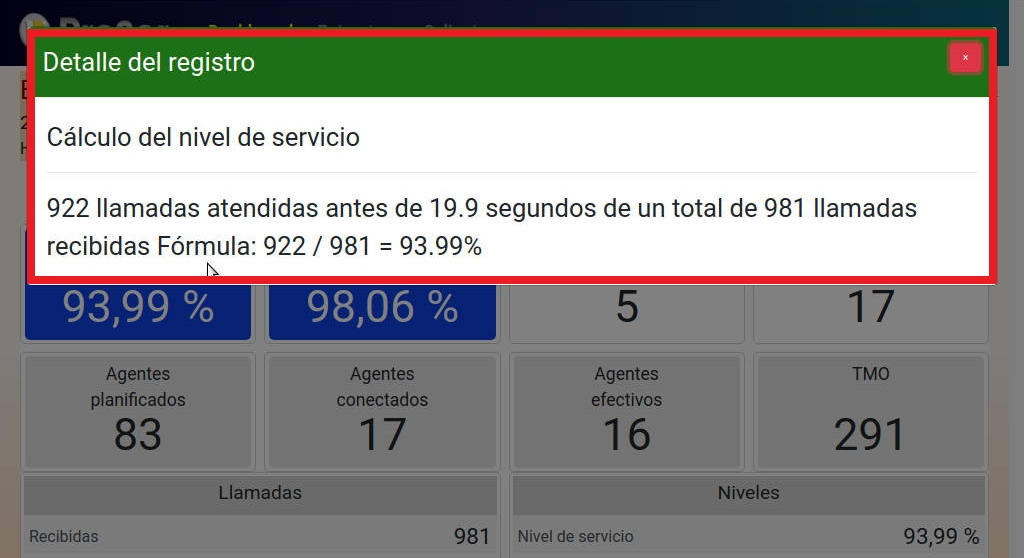 Detalle del registro
×
Cálculo del nivel de servicio
922 llamadas atendidas antes de 19.9 segundos de un total de 981 llamadas
recibidas Fórmula: 922 / 981 = 93.99%
93,99 % 98,06 % 5 17
Agentes planificados
83
Agentes conectados
17
Agentes efectivos
16
TMO
291
Llamadas
Recibidas 981
Niveles
Nivel de servicio 93,99 %